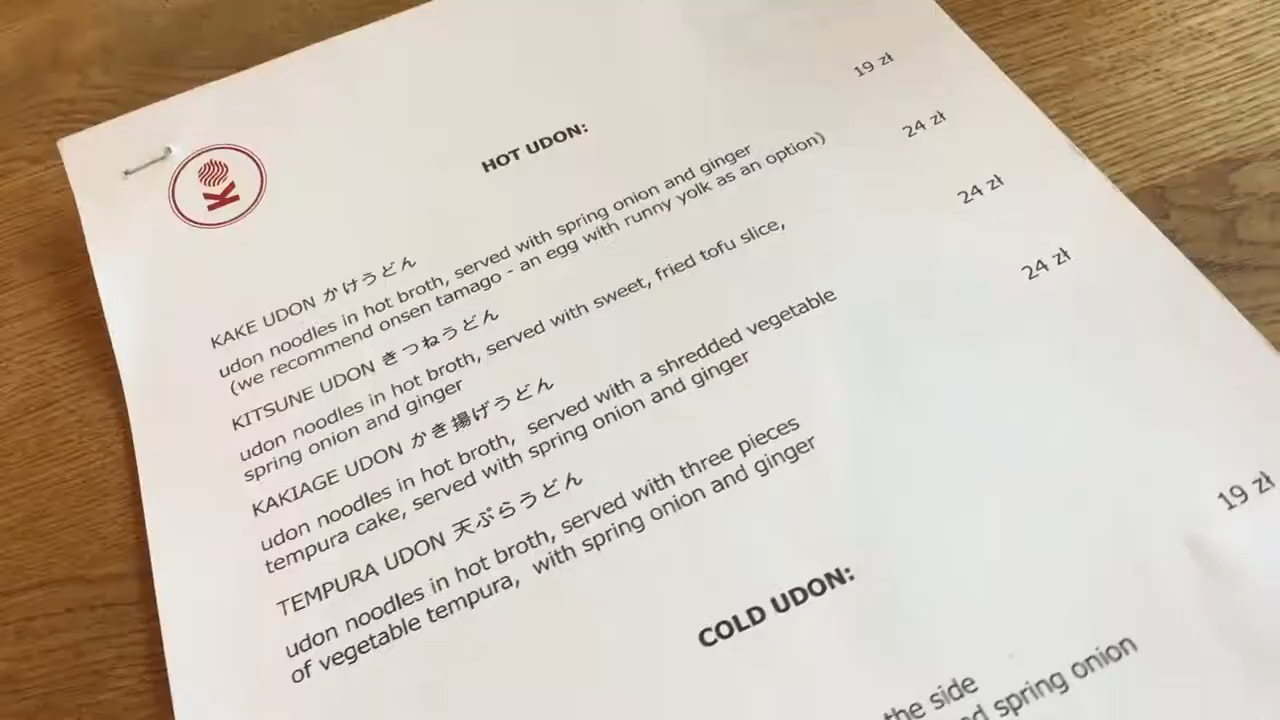 KO
HOT UDON:
KAKE UDON かけうどん 19 zł
udon noodles in hot broth, served with spring onion and ginger
(we recommend onsen tamago - an egg with runny yolk as an option)
KITSUNE UDON きつねうどん 24 zł
udon noodles in hot broth, served with sweet, fried tofu slice,
spring onion and ginger
KAKIAGE UDON かき揚げうどん 24 zł
udon noodles in hot broth, served with a shredded vegetable
tempura cake, served with spring onion and ginger
TEMPURA UDON 天ぷらうどん 24 zł
udon noodles in hot broth, served with three pieces
of vegetable tempura, with spring onion and ginger
COLD UDON:
19 zł
the side
spring onion